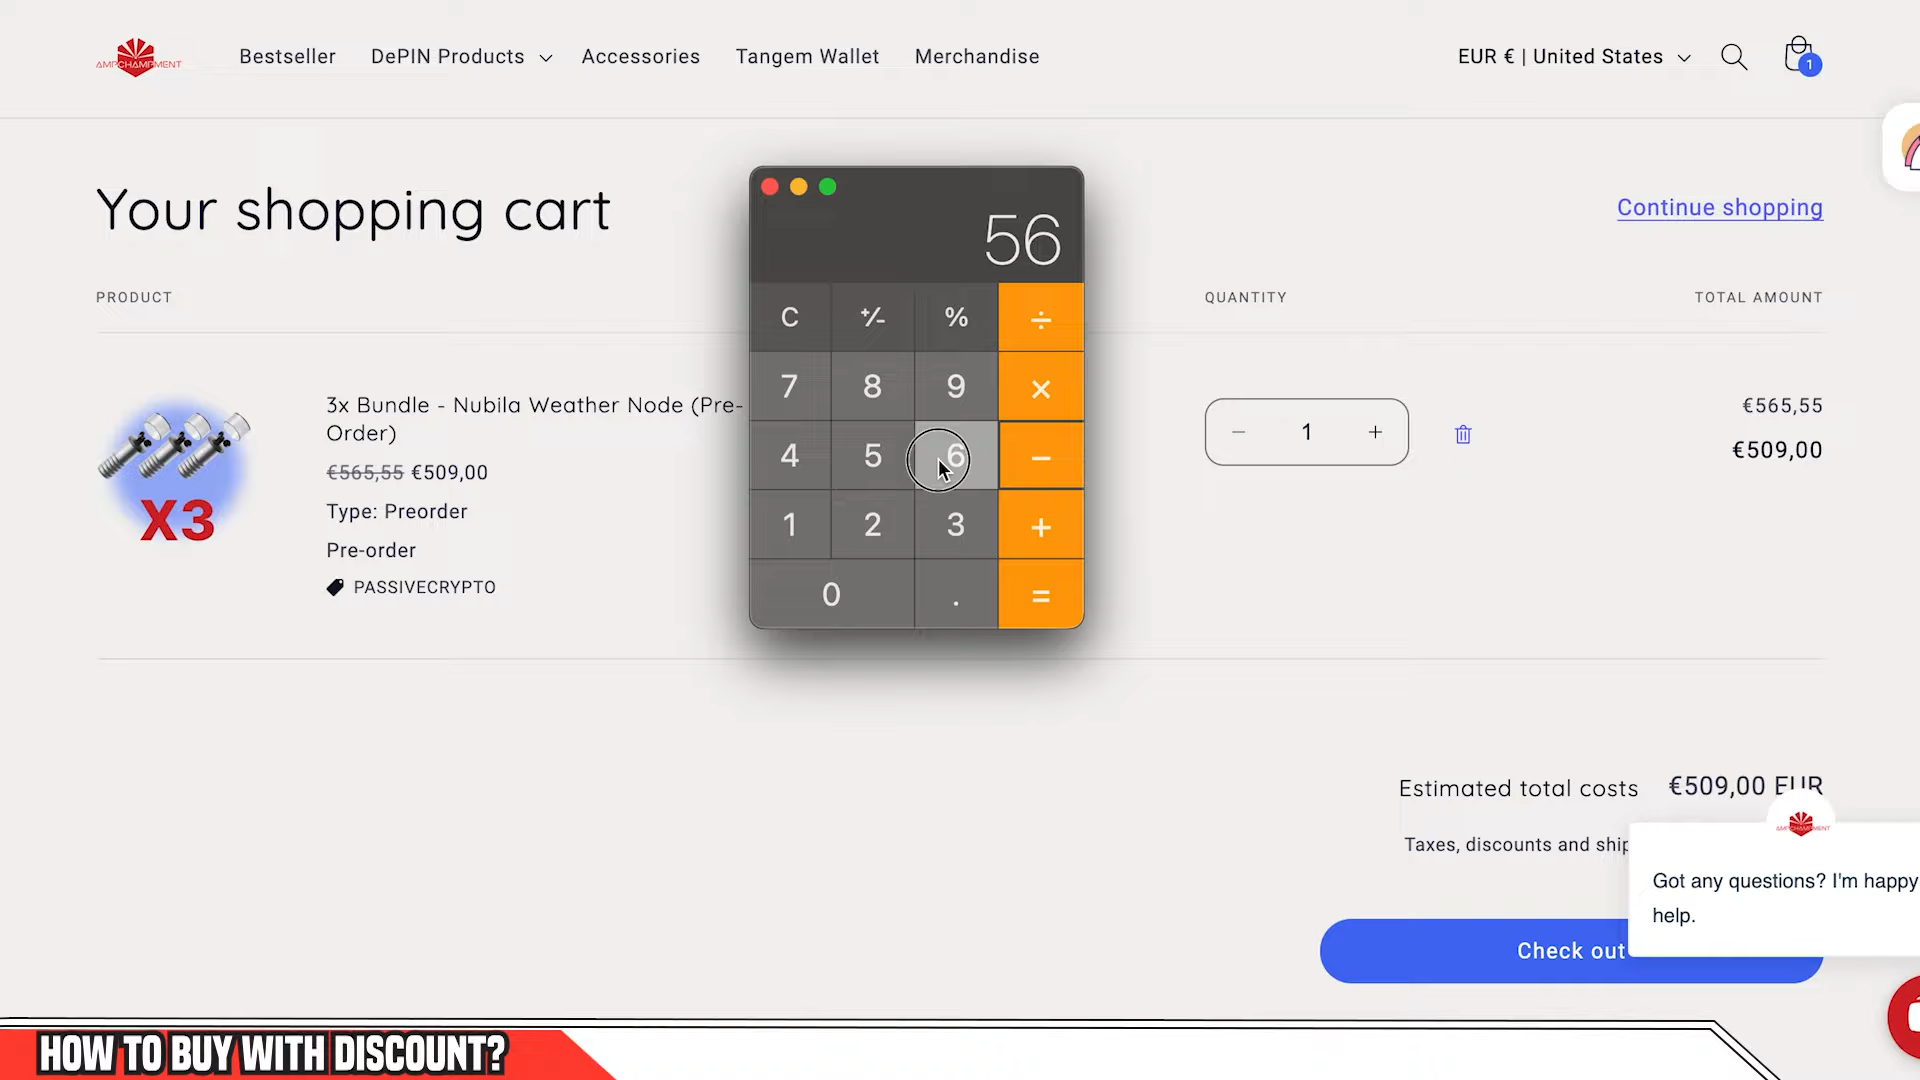 AMPCHAMPMENT
Bestseller
DePIN Products
Accessories
Tangem Wallet
Merchandise
EUR € | United States
1
Your shopping cart
Continue shopping
PRODUCT
QUANTITY
TOTAL AMOUNT
3x Bundle - Nubila Weather Node (Pre-
Order)
€565,55 €509,00
Type: Preorder
Pre-order
PASSIVECRYPTO
X3
56
C +/- % ÷
7 8 9 ×
4 5 6 −
1 2 3 +
0 . =
− 1 +
€565,55
€509,00
Estimated total costs €509,00 EUR
Taxes, discounts and ship
AMPCHAMPMENT
Got any questions? I'm happy
help.
Check out
HOW TO BUY WITH DISCOUNT?